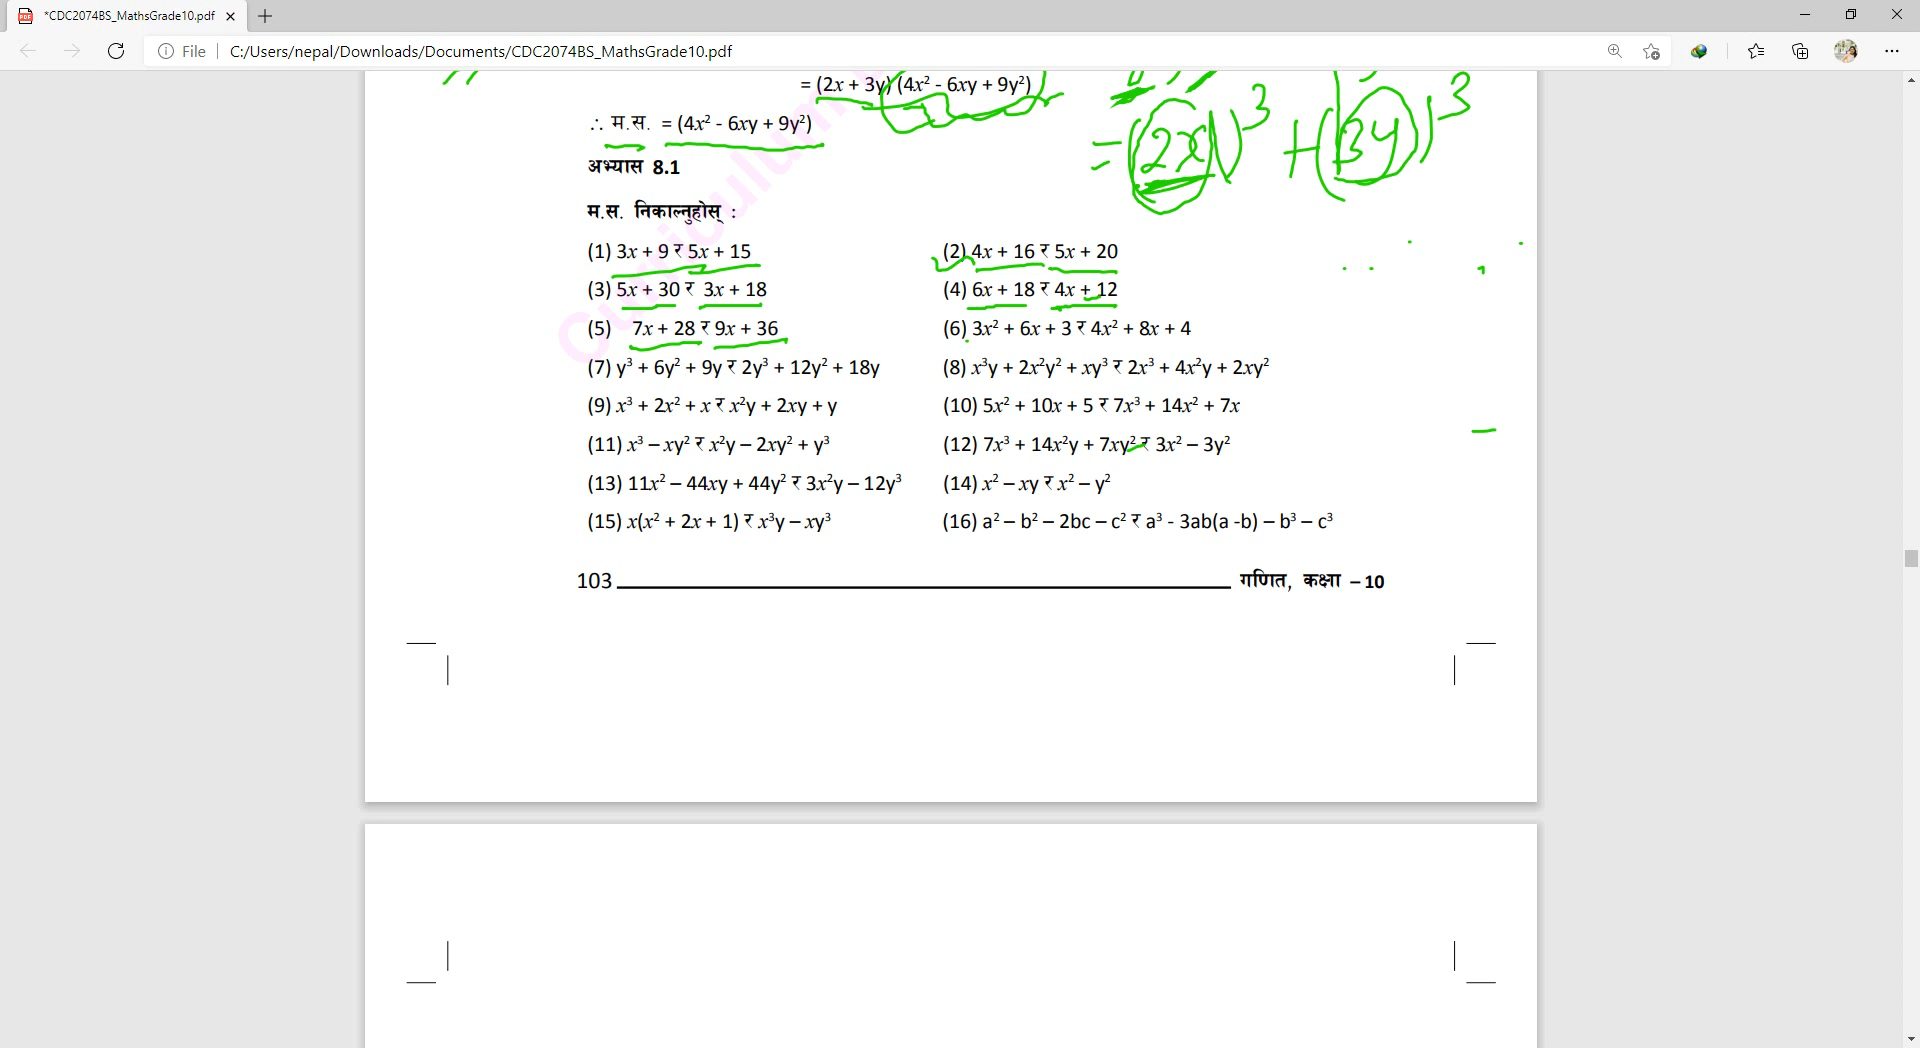 *CDC2074BS_MathsGrade10.pdf
File | C:/Users/nepal/Downloads/Documents/CDC2074BS_MathsGrade10.pdf
= (2x + 3y) (4x² - 6xy + 9y²)
∴ म.स. = (4x² - 6xy + 9y²)
= (2x)³ + (3y)³
अभ्यास 8.1
म.स. निकाल्नुहोस् :
(1) 3x + 9 र 5x + 15 (2) 4x + 16 र 5x + 20
(3) 5x + 30 र 3x + 18 (4) 6x + 18 र 4x + 12
(5) 7x + 28 र 9x + 36 (6) 3x² + 6x + 3 र 4x² + 8x + 4
(7) y³ + 6y² + 9y र 2y³ + 12y² + 18y (8) x³y + 2x²y² + xy³ र 2x³ + 4x²y + 2xy²
(9) x³ + 2x² + x र x²y + 2xy + y (10) 5x² + 10x + 5 र 7x³ + 14x² + 7x
(11) x³ – xy² र x²y – 2xy² + y³ (12) 7x³ + 14x²y + 7xy² र 3x² – 3y²
(13) 11x² – 44xy + 44y² र 3x²y – 12y³ (14) x² – xy र x² – y²
(15) x(x² + 2x + 1) र x³y – xy³ (16) a² – b² – 2bc – c² र a³ - 3ab(a -b) – b³ – c³
103 गणित, कक्षा – 10